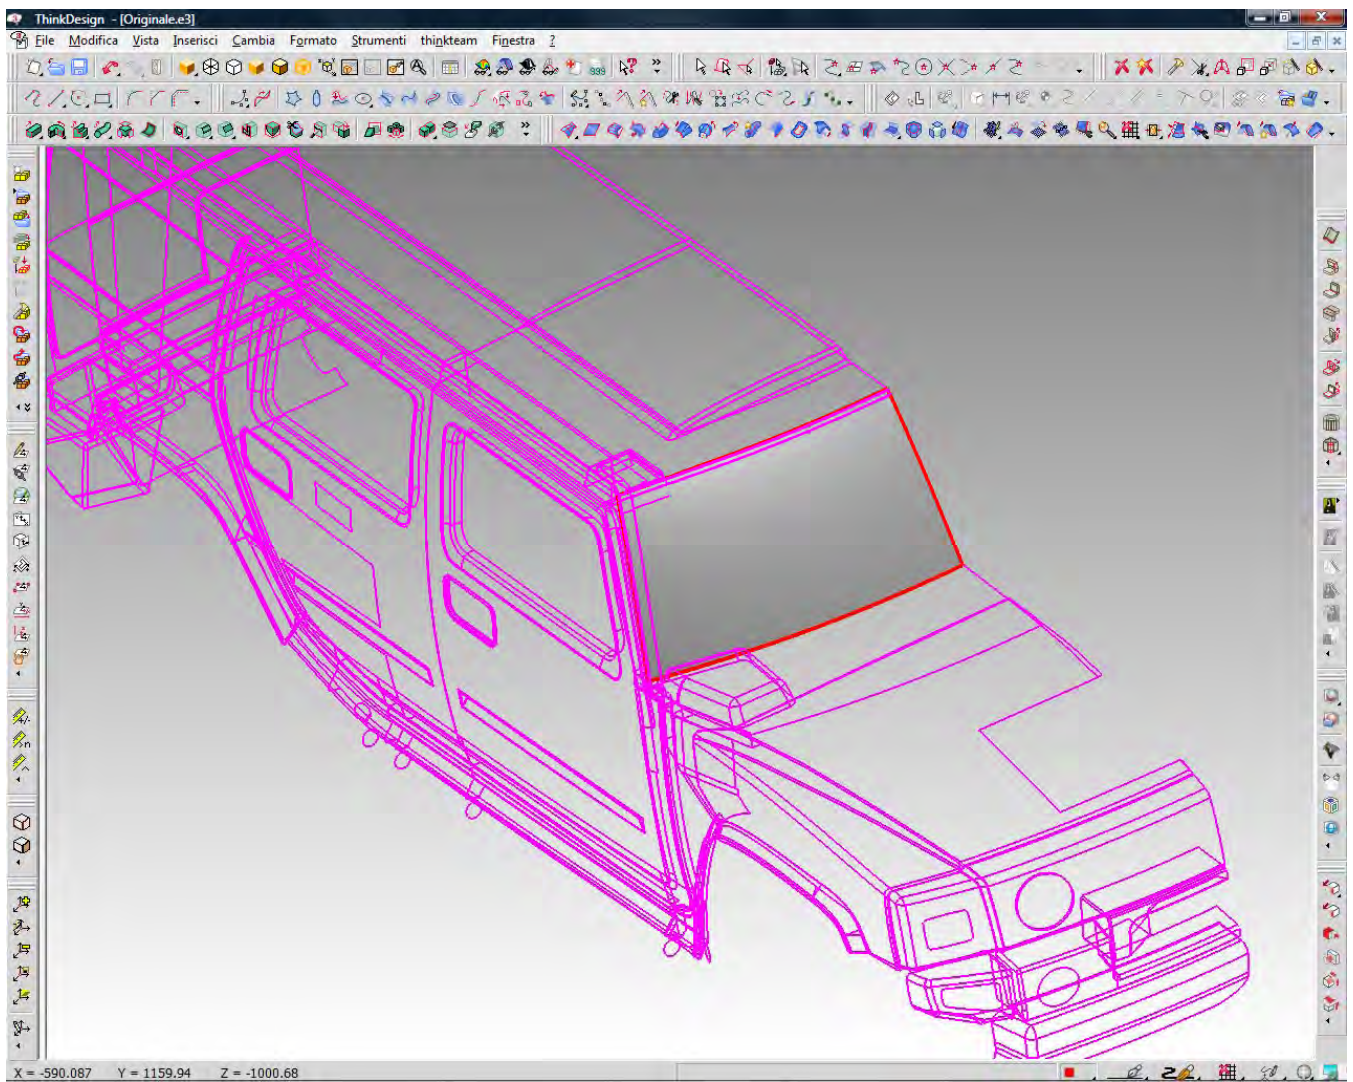 ThinkDesign - [Originale.e3]
File Modifica Vista Inserisci Cambia Formato Strumenti thinkteam Finestra ?
X = -590.087 Y = 1159.94 Z = -1000.68